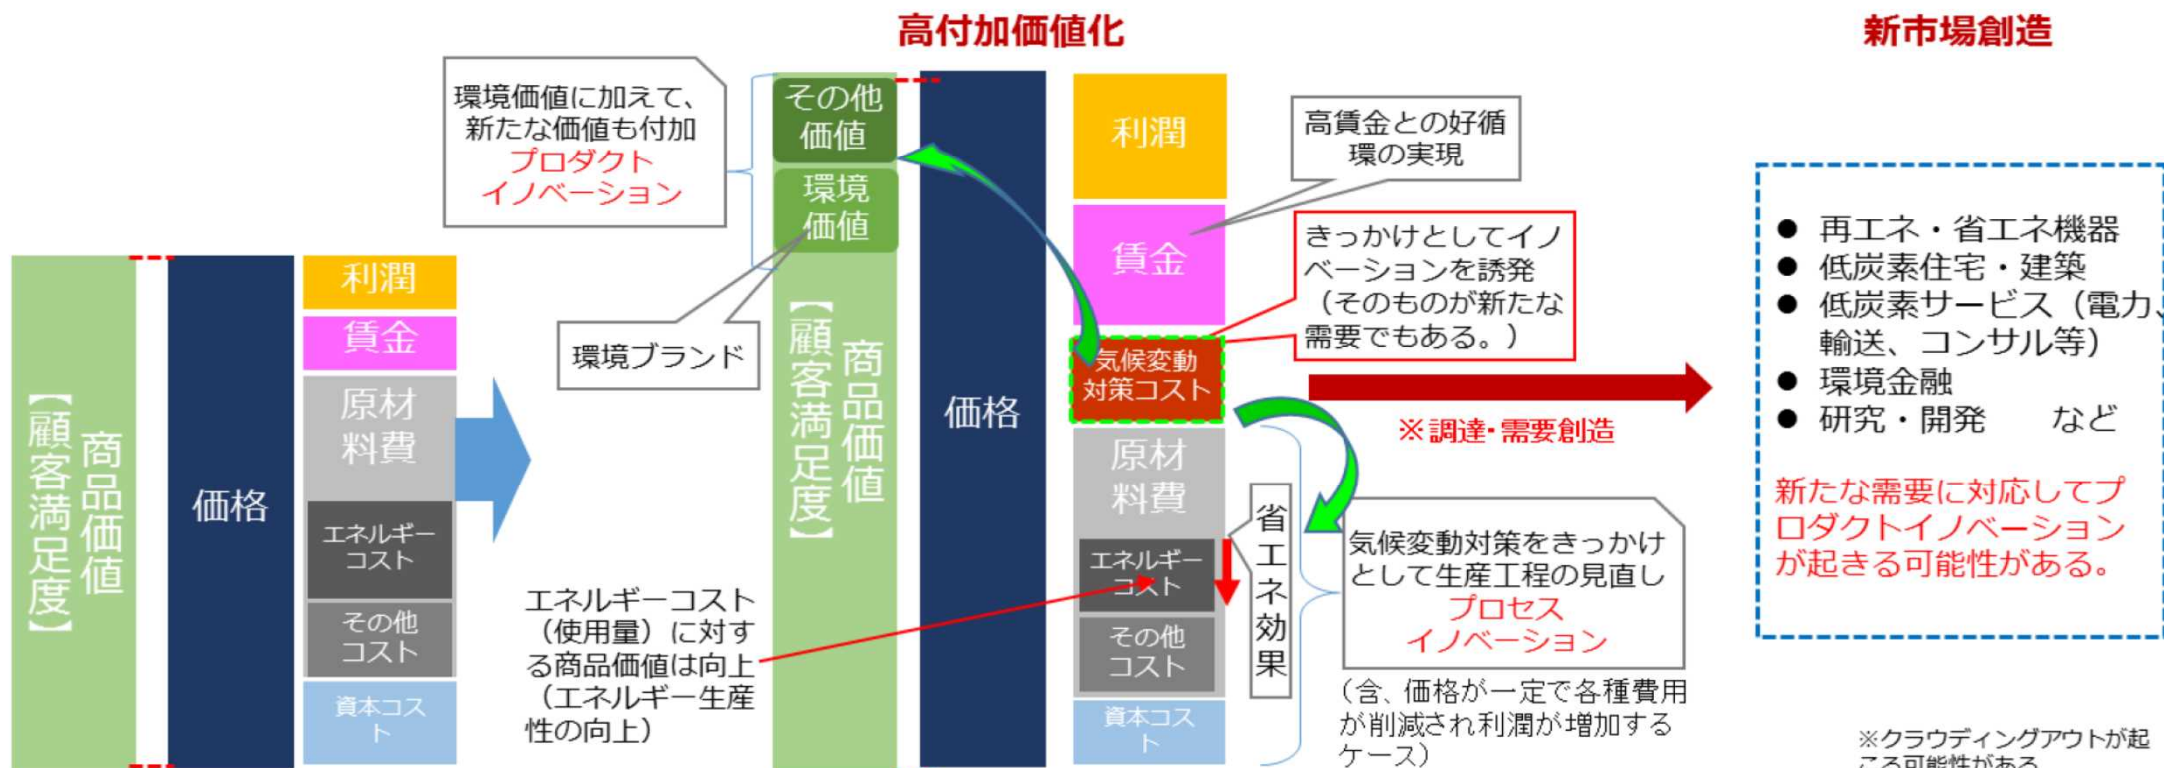 高付加価値化
新市場創造
環境価値に加えて、
新たな価値も付加
プロダクト
イノベーション
その他
価値
環境
価値
環境ブランド
【顧客満足度】
商品価値
価格
利潤
賃金
原材
料費
エネルギー
コスト
その他
コスト
資本コス
ト
エネルギーコスト
（使用量）に対す
る商品価値は向上
（エネルギー生産
性の向上）
【顧客満足度】
商品価値
価格
利潤
賃金
気候変動
対策コスト
原材
料費
エネルギー
コスト
その他
コスト
資本コス
ト
高賃金との好循
環の実現
きっかけとしてイノ
ベーションを誘発
（そのものが新たな
需要でもある。）
※調達・需要創造
省エネ効果
気候変動対策をきっかけ
として生産工程の見直し
プロセス
イノベーション
（含、価格が一定で各種費用
が削減され利潤が増加する
ケース）
● 再エネ・省エネ機器
● 低炭素住宅・建築
● 低炭素サービス（電力、
輸送、コンサル等）
● 環境金融
● 研究・開発　など
新たな需要に対応してプ
ロダクトイノベーション
が起きる可能性がある。
※クラウディングアウトが起
こる可能性がある